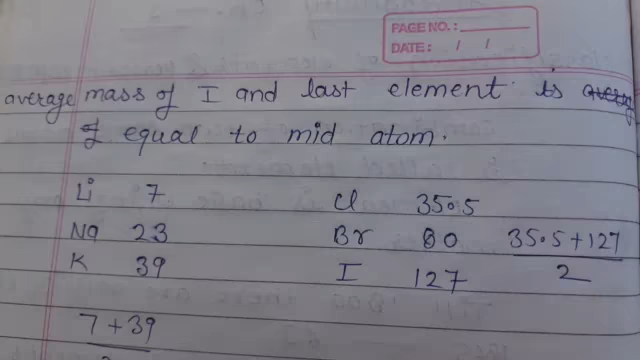 PAGE NO.:
DATE: / /
average mass of I and last element is
of equal to mid atom.
Li 7 Cl 35.5
Na 23 Br 80 35.5+127
K 39 I 127 2
7+39